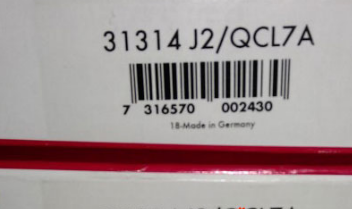 31314 J2/QCL7A
7 316570 002430
18-Made in Germany